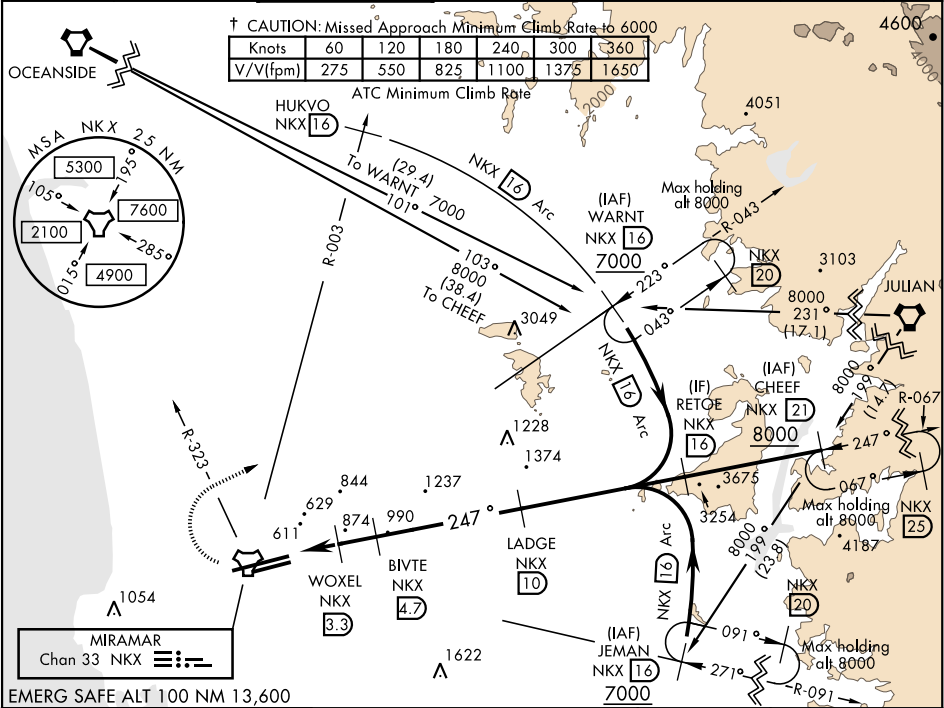 † CAUTION: Missed Approach Minimum Climb Rate to 6000
Knots 60 120 180 240 300 360
V/V(fpm) 275 550 825 1100 1375 1650
ATC Minimum Climb Rate
OCEANSIDE
4600
4000
2000
4051
HUKVO
NKX 16
MSA NKX 25 NM
5300
195°
105°
7600
2100
285°
015°
4900
(29.4)
To WARNT 7000
101°
NKX 16 Arc
103°
8000
(38.4)
To CHEEF
R-003
(IAF)
WARNT
NKX 16
7000
Max holding
alt 8000
R-043
223°
043°
NKX
20
3103
JULIAN
8000
231°
(17.1)
3049
NKX 16 Arc
8000
199°
(14.7)
(IF)
RETOE
NKX
16
(IAF)
CHEEF
NKX 21
8000
R-067
247°
067°
Max holding
alt 8000
NKX
25
1228
1374
3675
3254
4187
R-323
844
629
611
874
990
1237
247°
8000
199°
(23.8)
WOXEL
NKX
3.3
BIVTE
NKX
4.7
LADGE
NKX
10
NKX 16 Arc
NKX
20
1054
1622
(IAF)
JEMAN
NKX 16
7000
091°
271°
Max holding
alt 8000
R-091
MIRAMAR
Chan 33 NKX
EMERG SAFE ALT 100 NM 13,600